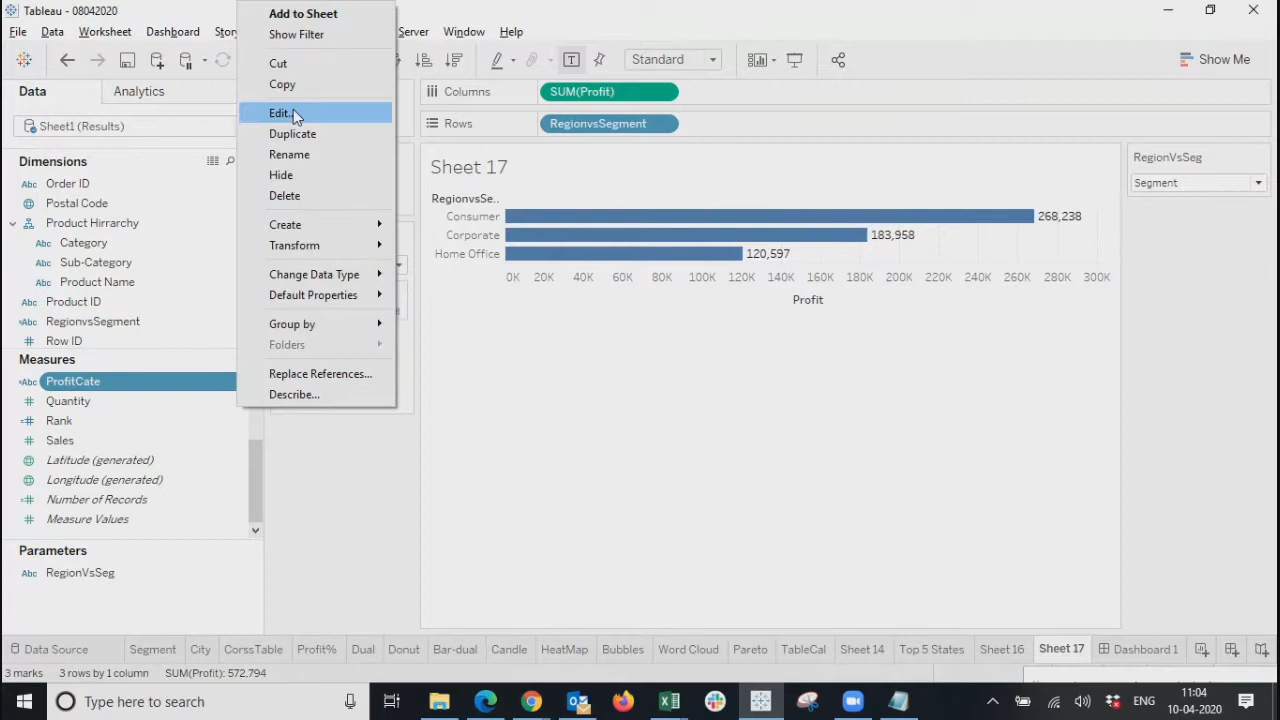 Tableau - 08042020
File Data Worksheet Dashboard Story Server Window Help
Standard
Show Me
Data Analytics
Sheet1 (Results)
Dimensions
Order ID
Postal Code
Product Hirrarchy
Category
Sub-Category
Product Name
Product ID
RegionvsSegment
Row ID
Measures
ProfitCate
Quantity
Rank
Sales
Latitude (generated)
Longitude (generated)
Number of Records
Measure Values
Parameters
RegionVsSeg
Add to Sheet
Show Filter
Cut
Copy
Edit...
Duplicate
Rename
Hide
Delete
Create
Transform
Change Data Type
Default Properties
Group by
Folders
Replace References...
Describe...
Columns SUM(Profit)
Rows RegionvsSegment
Sheet 17
RegionvsSe..
Consumer 268,238
Corporate 183,958
Home Office 120,597
0K 20K 40K 60K 80K 100K 120K 140K 160K 180K 200K 220K 240K 260K 280K 300K
Profit
RegionVsSeg
Segment
Data Source Segment City CorssTable Profit% Dual Donut Bar-dual Candle HeatMap Bubbles Word Cloud Pareto TableCal Sheet 14 Top 5 States Sheet 16 Sheet 17 Dashboard 1
3 marks 3 rows by 1 column SUM(Profit): 572,794
Type here to search
ENG
11:04
10-04-2020